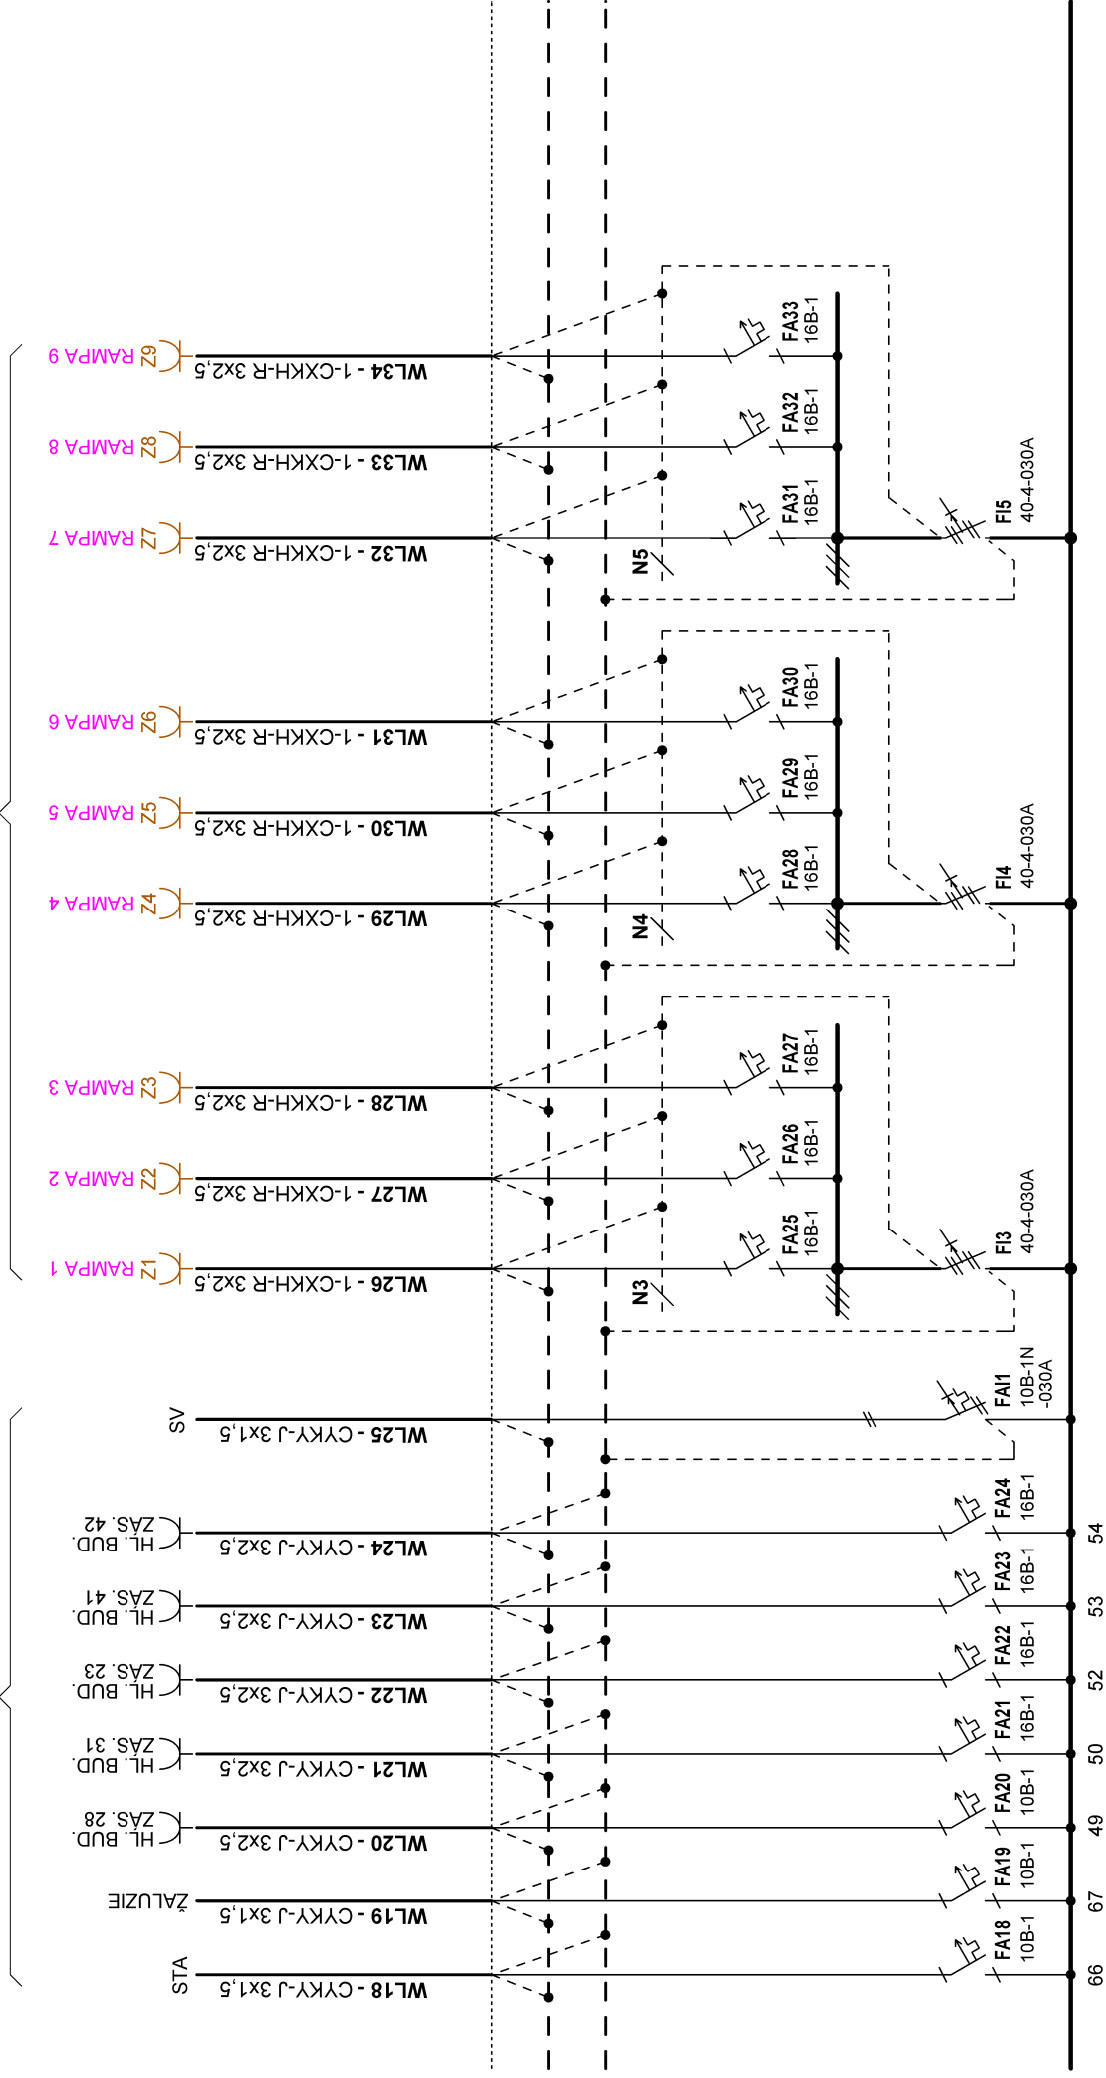 STA
WL18 - CYKY-J 3x1,5
FA18
10B-1
66
ŽALUZIE
WL19 - CYKY-J 3x1,5
FA19
10B-1
67
HL. BUD.
ZÁS. 28
WL20 - CYKY-J 3x2,5
FA20
10B-1
49
HL. BUD.
ZÁS. 31
WL21 - CYKY-J 3x2,5
FA21
16B-1
50
HL. BUD.
ZÁS. 23
WL22 - CYKY-J 3x2,5
FA22
16B-1
52
HL. BUD.
ZÁS. 41
WL23 - CYKY-J 3x2,5
FA23
16B-1
53
HL. BUD.
ZÁS. 42
WL24 - CYKY-J 3x2,5
FA24
16B-1
54
SV
WL25 - CYKY-J 3x1,5
FAI1
10B-1N
-030A
RAMPA 1
Z1
WL26 - 1-CXKH-R 3x2,5
FA25
16B-1
RAMPA 2
Z2
WL27 - 1-CXKH-R 3x2,5
FA26
16B-1
RAMPA 3
Z3
WL28 - 1-CXKH-R 3x2,5
FA27
16B-1
N3
FI3
40-4-030A
RAMPA 4
Z4
WL29 - 1-CXKH-R 3x2,5
FA28
16B-1
RAMPA 5
Z5
WL30 - 1-CXKH-R 3x2,5
FA29
16B-1
RAMPA 6
Z6
WL31 - 1-CXKH-R 3x2,5
FA30
16B-1
N4
FI4
40-4-030A
RAMPA 7
Z7
WL32 - 1-CXKH-R 3x2,5
FA31
16B-1
RAMPA 8
Z8
WL33 - 1-CXKH-R 3x2,5
FA32
16B-1
RAMPA 9
Z9
WL34 - 1-CXKH-R 3x2,5
FA33
16B-1
N5
FI5
40-4-030A